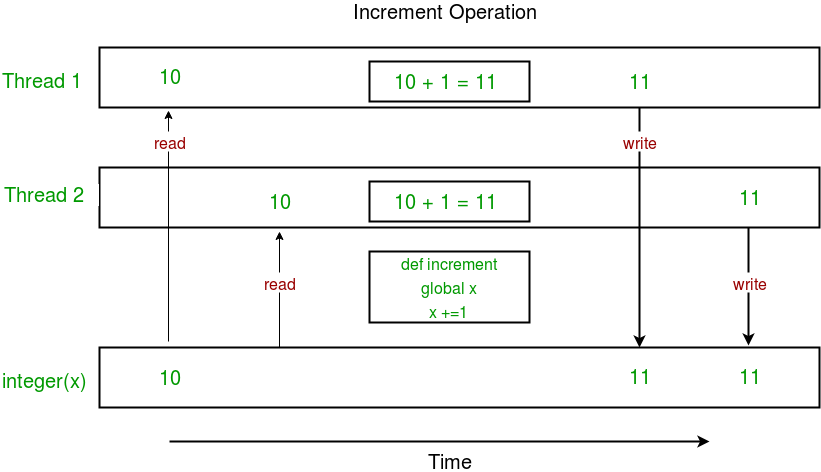 Increment Operation
Thread 1
10
10 + 1 = 11
11
read
write
Thread 2
10
10 + 1 = 11
11
read
def increment
global x
x +=1
write
integer(x)
10
11
11
Time